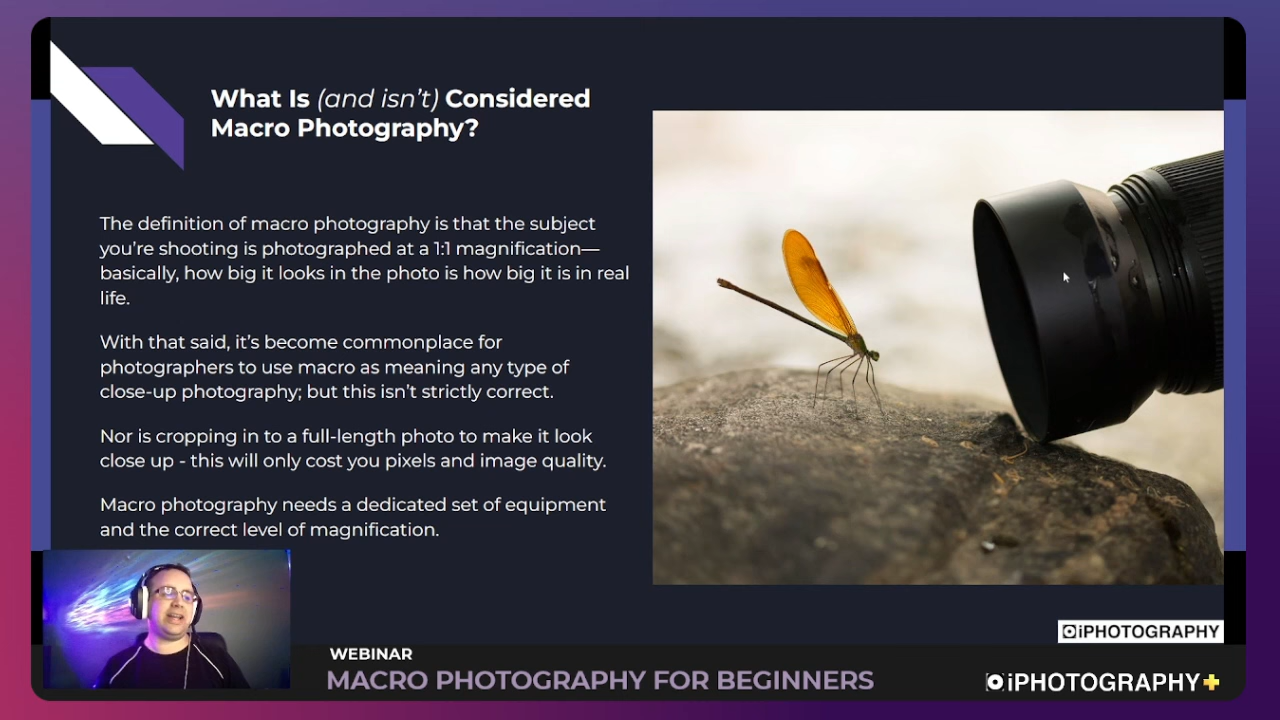 What Is (and isn’t) Considered
Macro Photography?
The definition of macro photography is that the subject
you’re shooting is photographed at a 1:1 magnification—
basically, how big it looks in the photo is how big it is in real
life.
With that said, it’s become commonplace for
photographers to use macro as meaning any type of
close-up photography; but this isn’t strictly correct.
Nor is cropping in to a full-length photo to make it look
close up - this will only cost you pixels and image quality.
Macro photography needs a dedicated set of equipment
and the correct level of magnification.
iPHOTOGRAPHY
WEBINAR
MACRO PHOTOGRAPHY FOR BEGINNERS
iPHOTOGRAPHY+